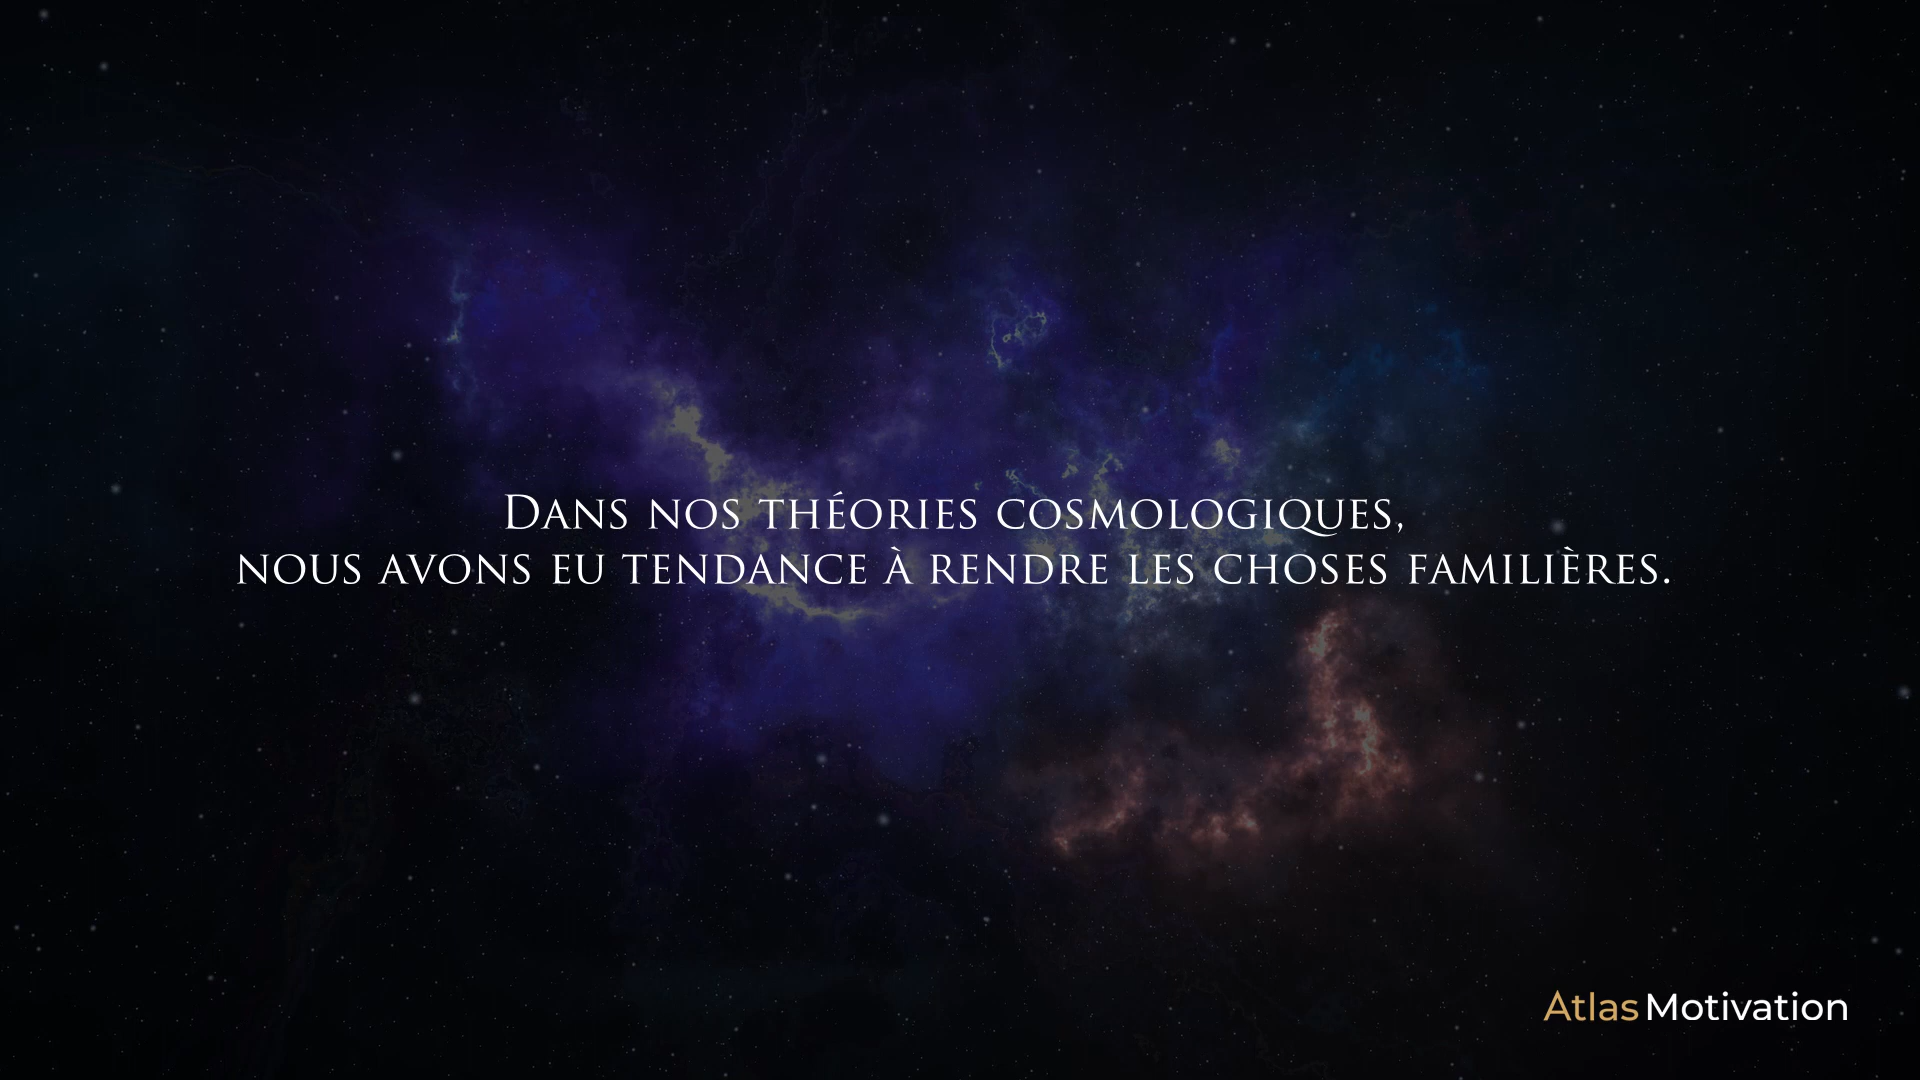 Dans nos théories cosmologiques,
nous avons eu tendance à rendre les choses familières.
Atlas Motivation